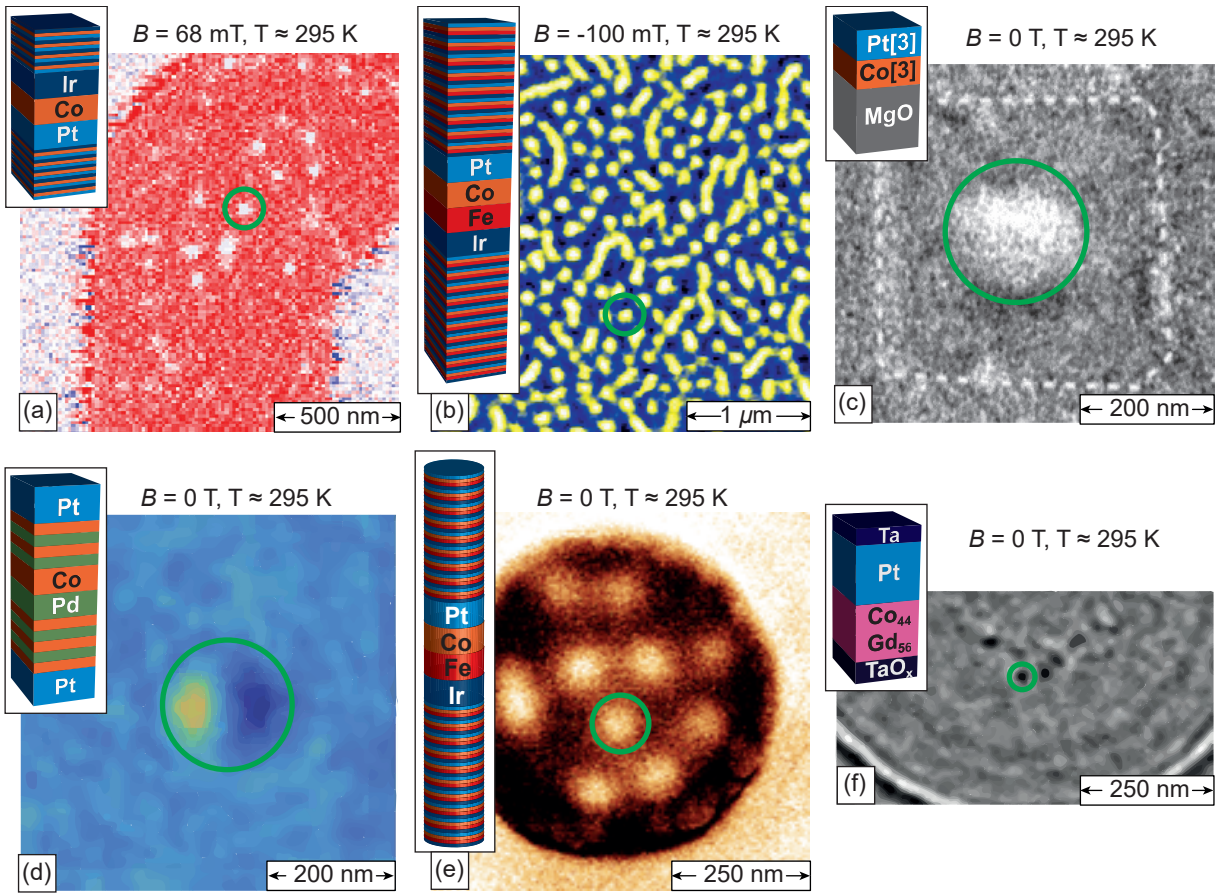 B = 68 mT, T ≈ 295 K
Ir
Co
Pt
(a)
500 nm
B = -100 mT, T ≈ 295 K
Pt
Co
Fe
Ir
(b)
1 µm
B = 0 T, T ≈ 295 K
Pt[3]
Co[3]
MgO
(c)
200 nm
B = 0 T, T ≈ 295 K
Pt
Co
Pd
Pt
(d)
200 nm
B = 0 T, T ≈ 295 K
Pt
Co
Fe
Ir
(e)
250 nm
B = 0 T, T ≈ 295 K
Ta
Pt
Co₄₄
Gd₅₆
TaOₓ
(f)
250 nm